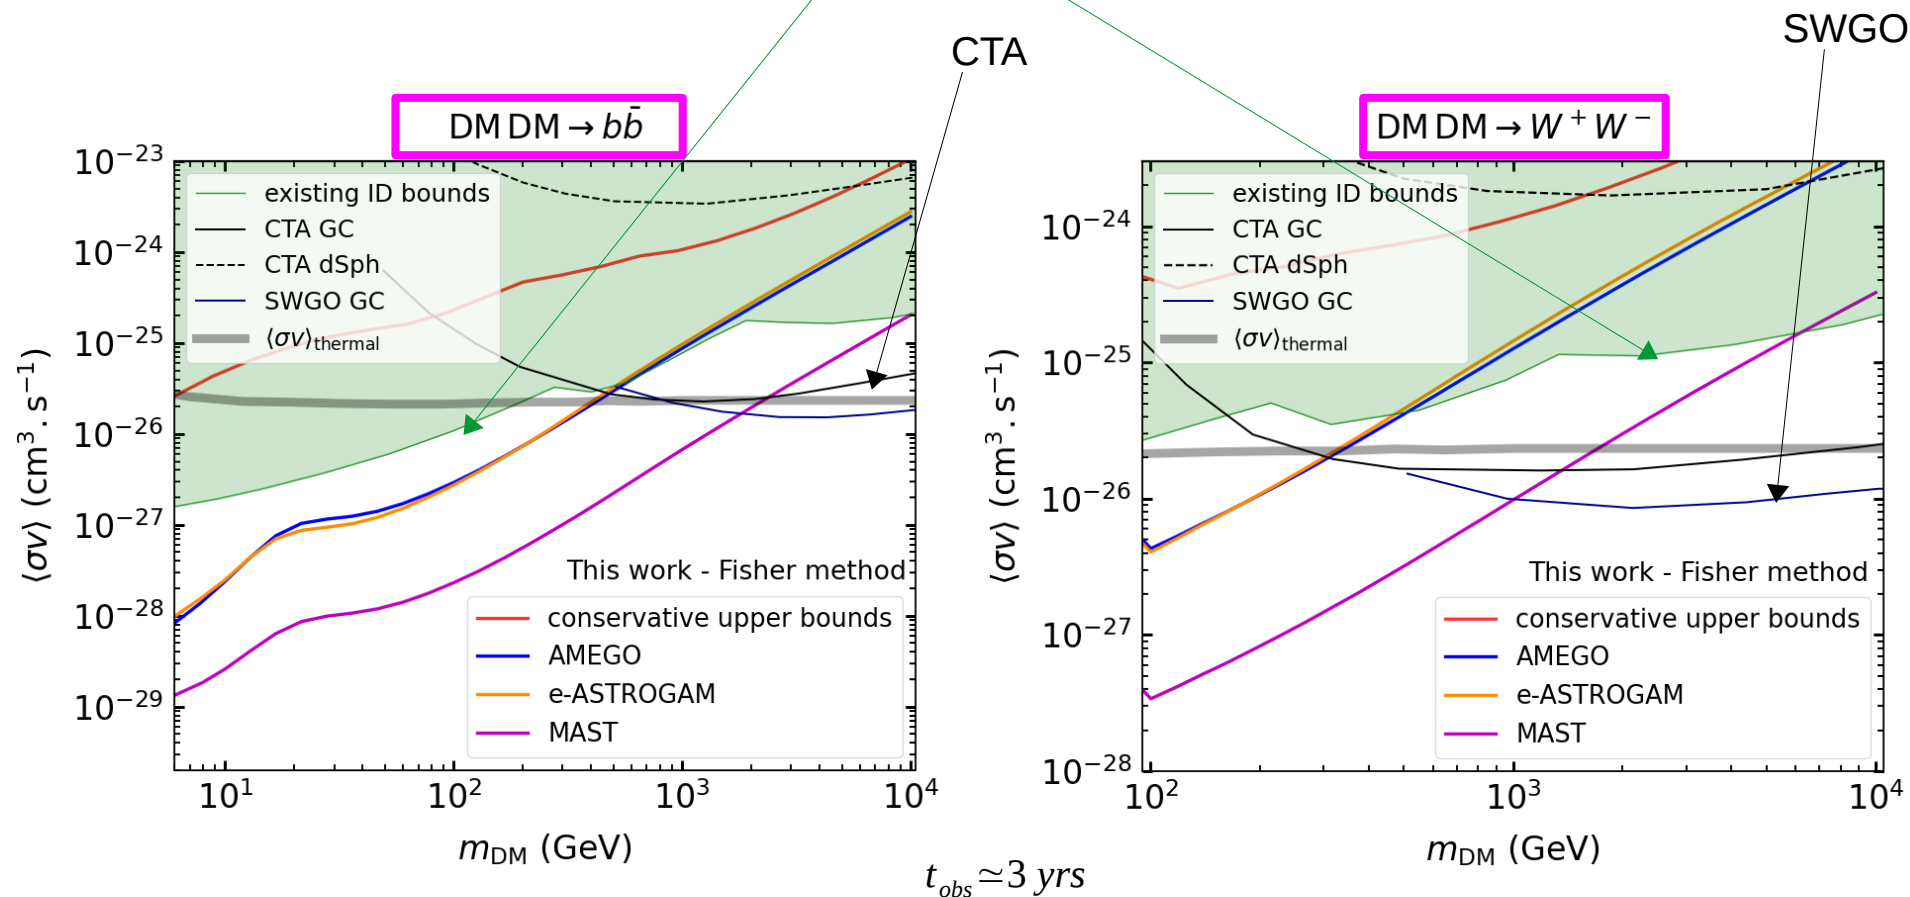 CTA
SWGO
DM DM → bb̄
DM DM → W⁺ W⁻
10⁻²³
10⁻²⁴
10⁻²⁵
10⁻²⁶
10⁻²⁷
10⁻²⁸
10⁻²⁹
⟨σv⟩ (cm³ . s⁻¹)
existing ID bounds
CTA GC
CTA dSph
SWGO GC
⟨σv⟩thermal
This work - Fisher method
conservative upper bounds
AMEGO
e-ASTROGAM
MAST
10¹ 10² 10³ 10⁴
m_DM (GeV)
10⁻²⁴
10⁻²⁵
10⁻²⁶
10⁻²⁷
10⁻²⁸
⟨σv⟩ (cm³ . s⁻¹)
existing ID bounds
CTA GC
CTA dSph
SWGO GC
⟨σv⟩thermal
This work - Fisher method
conservative upper bounds
AMEGO
e-ASTROGAM
MAST
10² 10³ 10⁴
m_DM (GeV)
t_obs ≃ 3 yrs